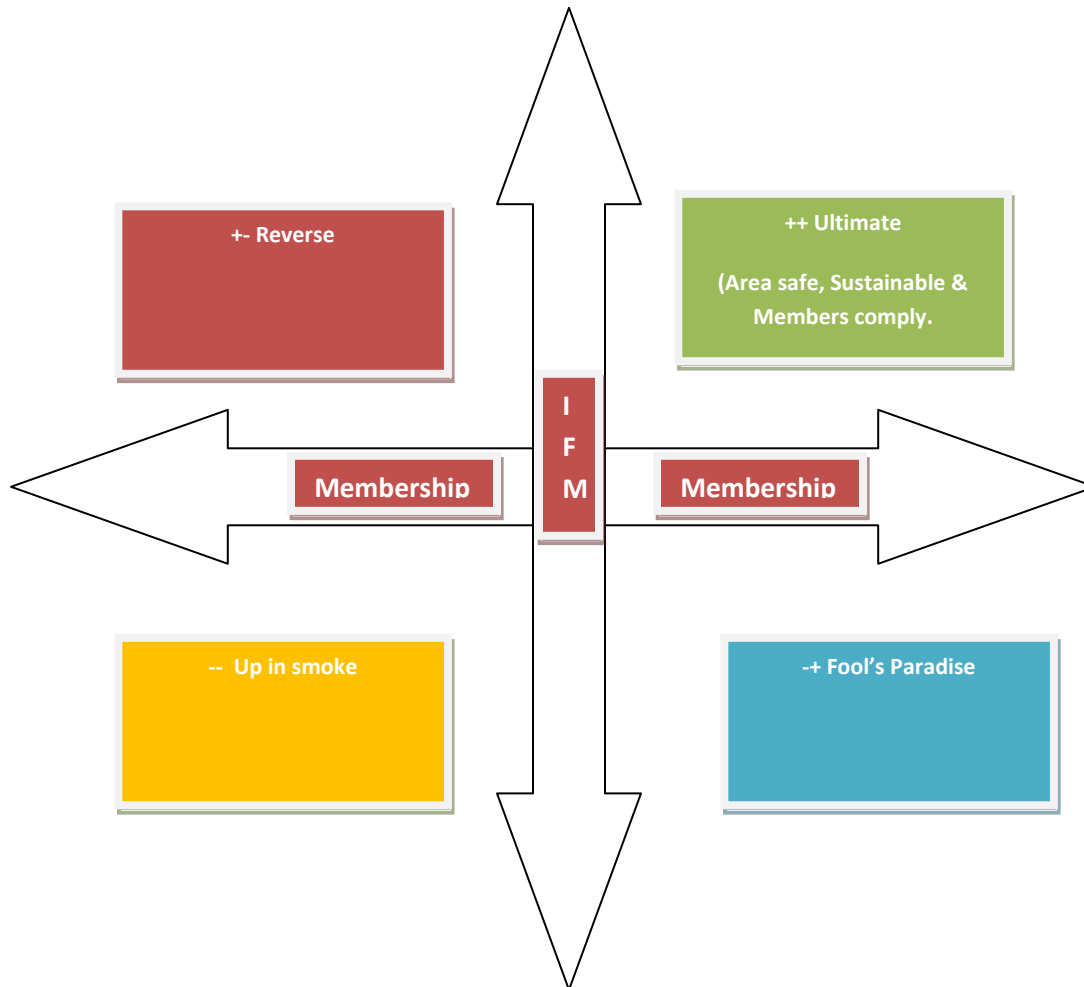 +- Reverse
++ Ultimate
(Area safe, Sustainable &
Members comply.
I
F
M
Membership
Membership
-- Up in smoke
-+ Fool’s Paradise